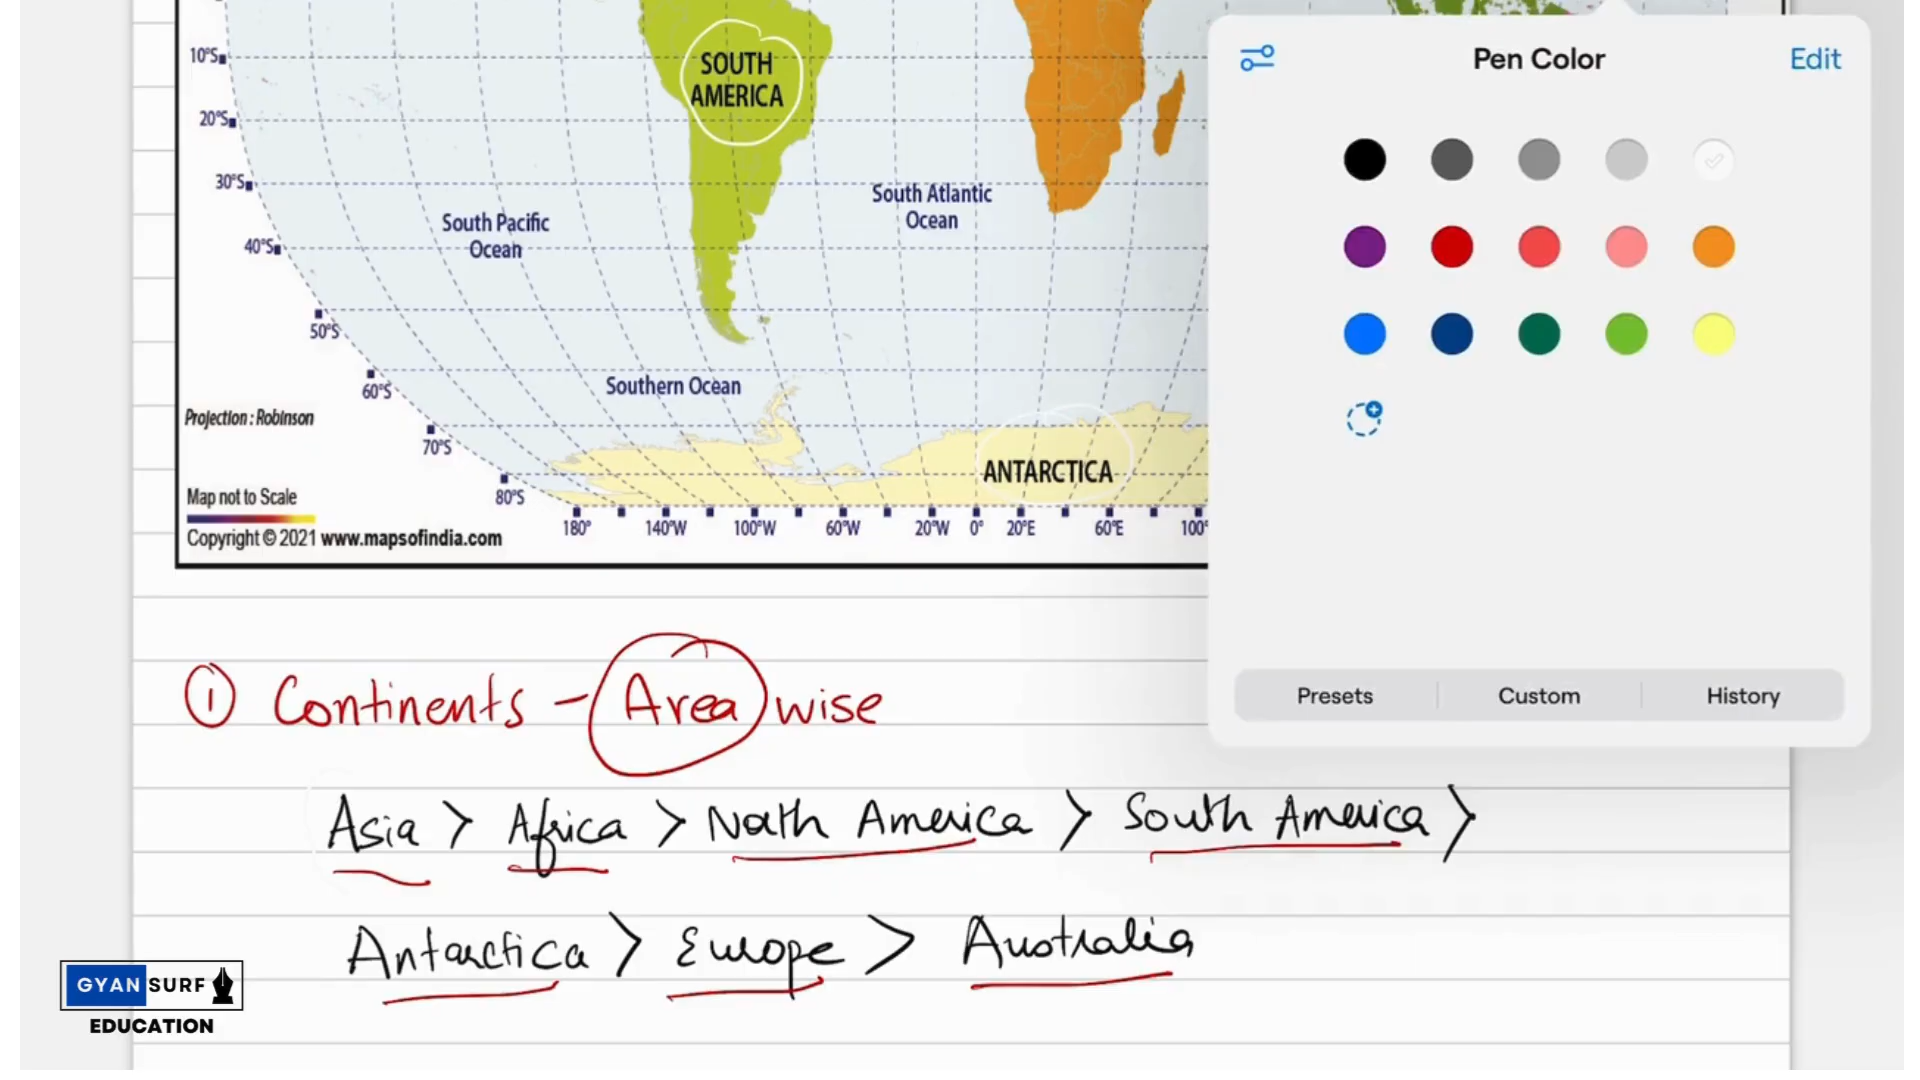 SOUTH
AMERICA
10°S
20°S
30°S
40°S
50°S
60°S
70°S
80°S
South Pacific
Ocean
South Atlantic
Ocean
Southern Ocean
ANTARCTICA
Projection : Robinson
Map not to Scale
Copyright © 2021 www.mapsofindia.com
180° 140°W 100°W 60°W 20°W 0° 20°E 60°E 100°
Pen Color
Edit
Presets Custom History
① Continents - Area wise
Asia > Africa > North America > South America >
Antarctica > Europe > Australia
GYAN SURF
EDUCATION